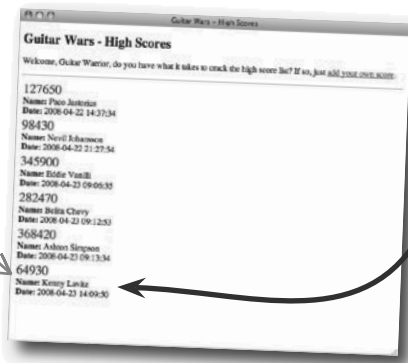 Guitar Wars - High Scores
Guitar Wars - High Scores
Welcome, Guitar Warrior, do you have what it takes to crack the high score list? If so, just add your own score.
127650
Name: Paco Jastorius
Date: 2008-04-22 14:37:34
98430
Name: Nevil Johansson
Date: 2008-04-22 21:27:54
345900
Name: Eddie Vanilli
Date: 2008-04-23 09:06:35
282470
Name: Belita Chevy
Date: 2008-04-23 09:12:53
368420
Name: Ashton Simpson
Date: 2008-04-23 09:13:34
64930
Name: Kenny Lavitz
Date: 2008-04-23 14:09:50